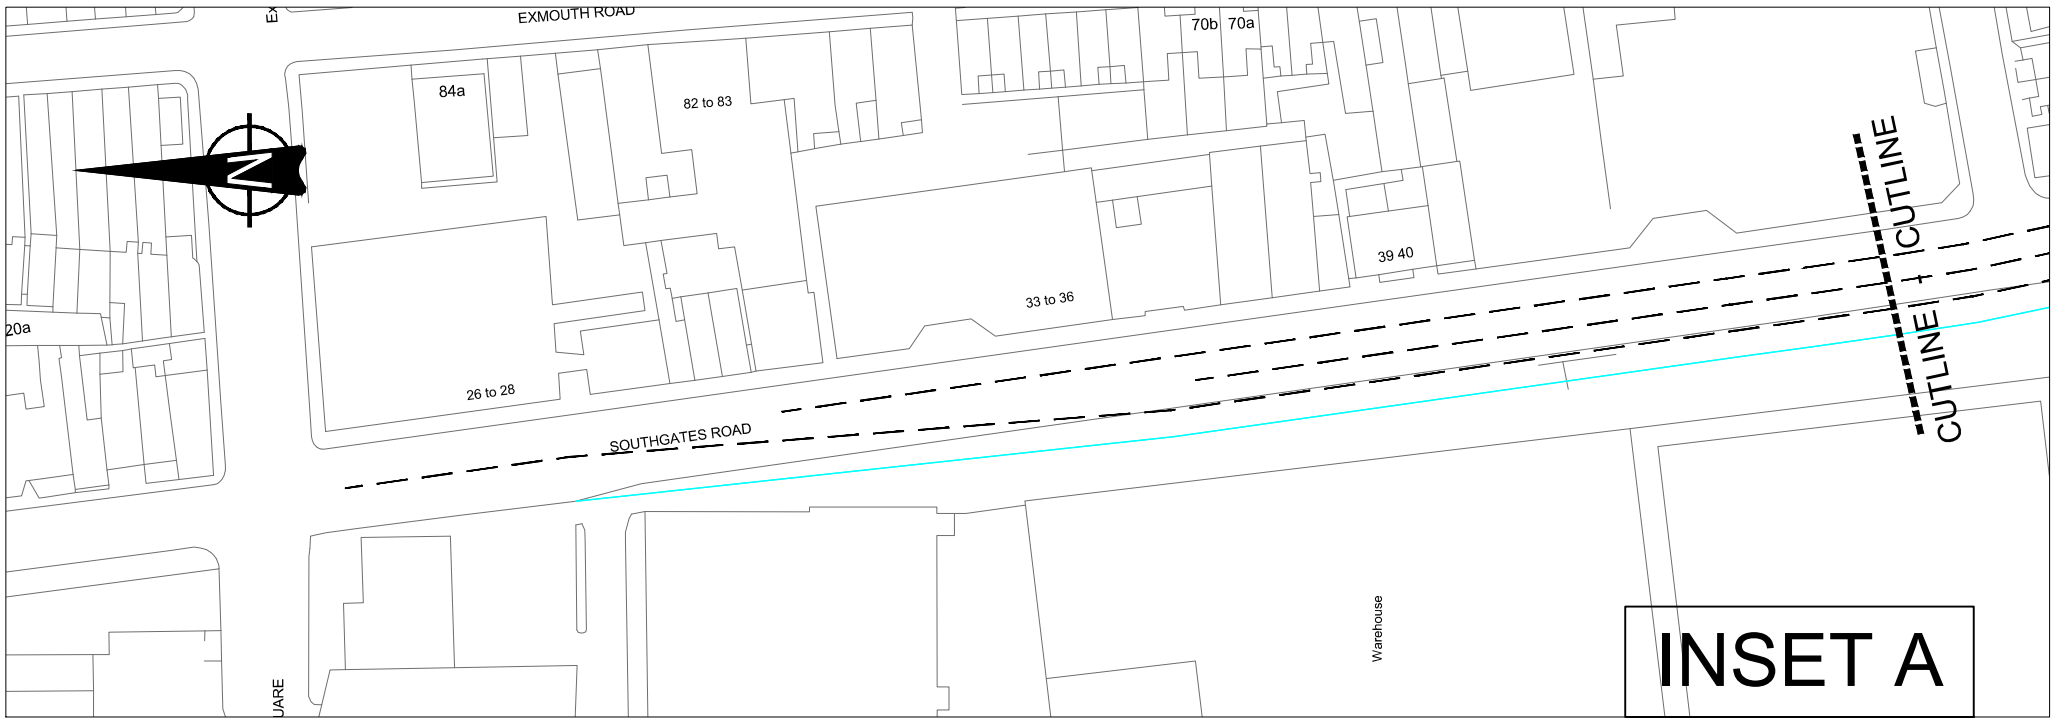 EXMOUTH ROAD
70b 70a
84a
82 to 83
N
CUTLINE
39 40
33 to 36
20a
CUTLINE
26 to 28
SOUTHGATES ROAD
Warehouse
UARE
INSET A